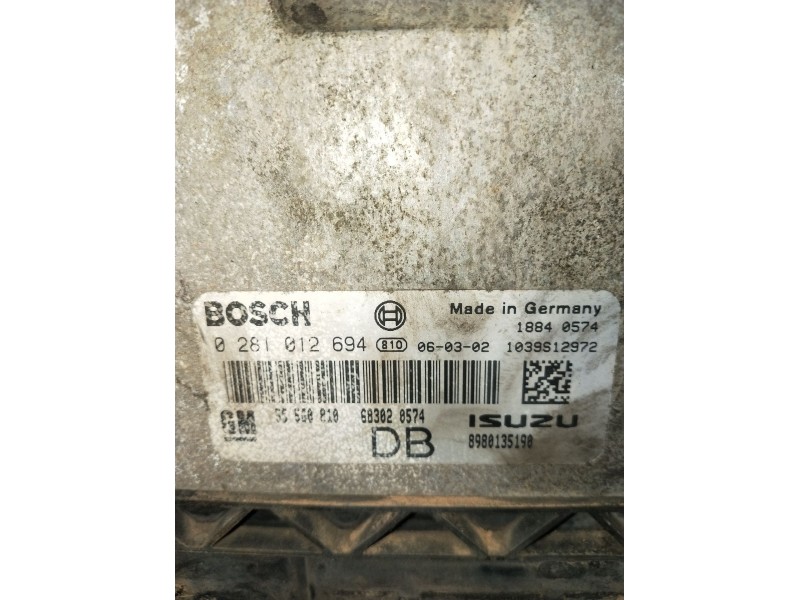 BOSCH Made in Germany
1884 0574
0 281 012 694 810 06-03-02 1039S12972
GM 55 560 810 68302 0574 ISUZU
DB 8980135190